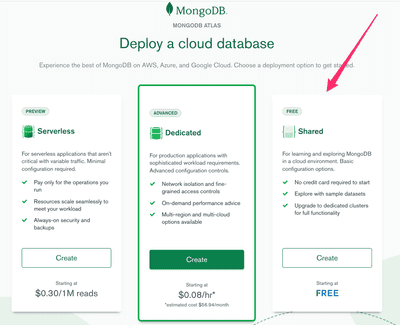 MongoDB.
MONGODB ATLAS
Deploy a cloud database
Experience the best of MongoDB on AWS, Azure, and Google Cloud. Choose a deployment option to get started.
PREVIEW
Serverless
For serverless applications that aren't
critical with variable traffic. Minimal
configuration required.
Pay only for the operations you
run
Resources scale seamlessly to
meet your workload
Always-on security and
backups
Create
Starting at
$0.30/1M reads
ADVANCED
Dedicated
For production applications with
sophisticated workload requirements.
Advanced configuration controls.
Network isolation and fine-
grained access controls
On-demand performance advice
Multi-region and multi-cloud
options available
Create
Starting at
$0.08/hr*
*estimated cost $56.94/month
FREE
Shared
For learning and exploring MongoDB
in a cloud environment. Basic
configuration options.
No credit card required to start
Explore with sample datasets
Upgrade to dedicated clusters
for full functionality
Create
Starting at
FREE